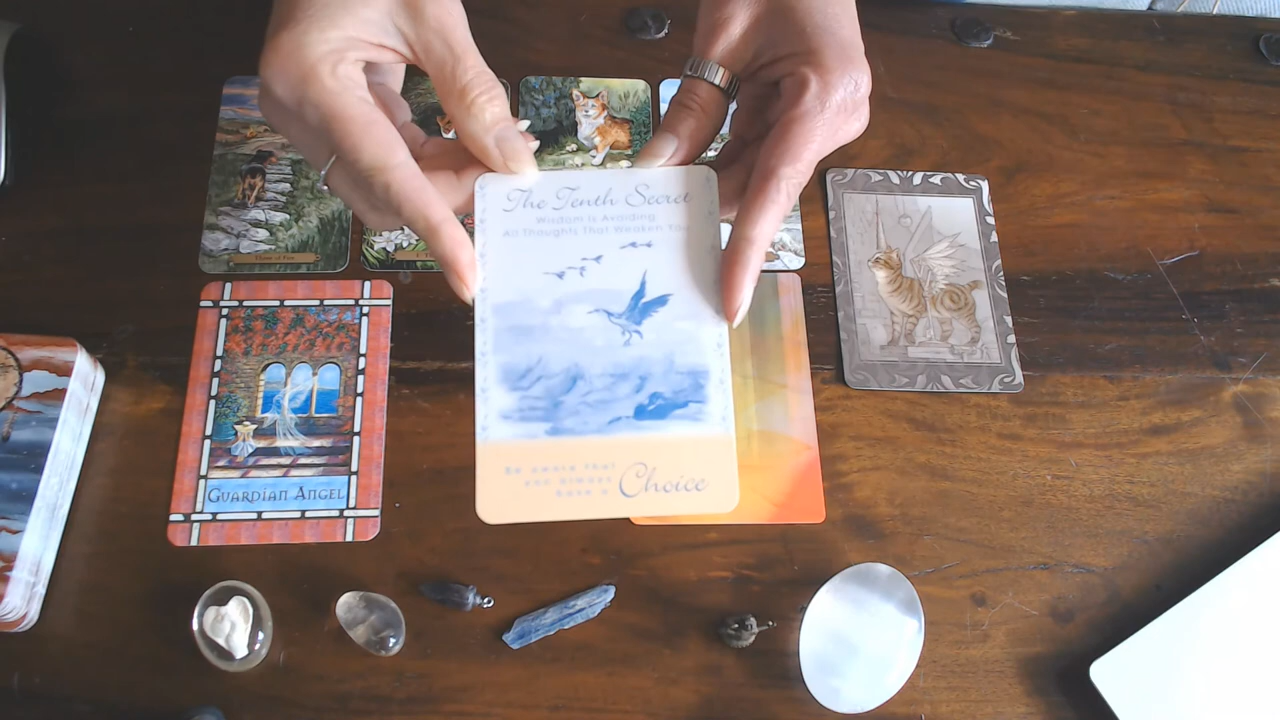 The Tenth Secret
Wisdom Is Avoiding
All Thoughts That Weaken You
Be aware that
you always
have a
Choice
Guardian Angel